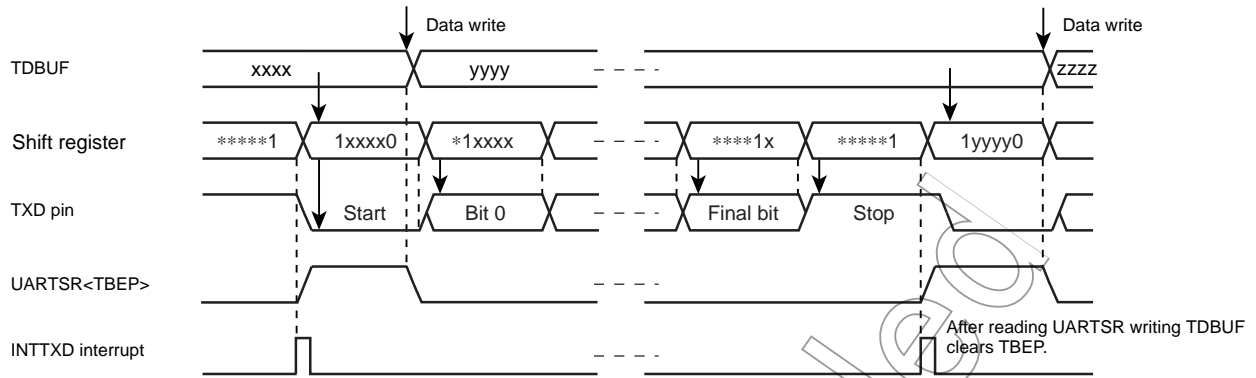 Data write
Data write
TDBUF
xxxx
yyyy
zzzz
Shift register
*****1
1xxxx0
*1xxxx
****1x
*****1
1yyyy0
TXD pin
Start
Bit 0
Final bit
Stop
UARTSR<TBEP>
INTTXD interrupt
After reading UARTSR writing TDBUF
clears TBEP.